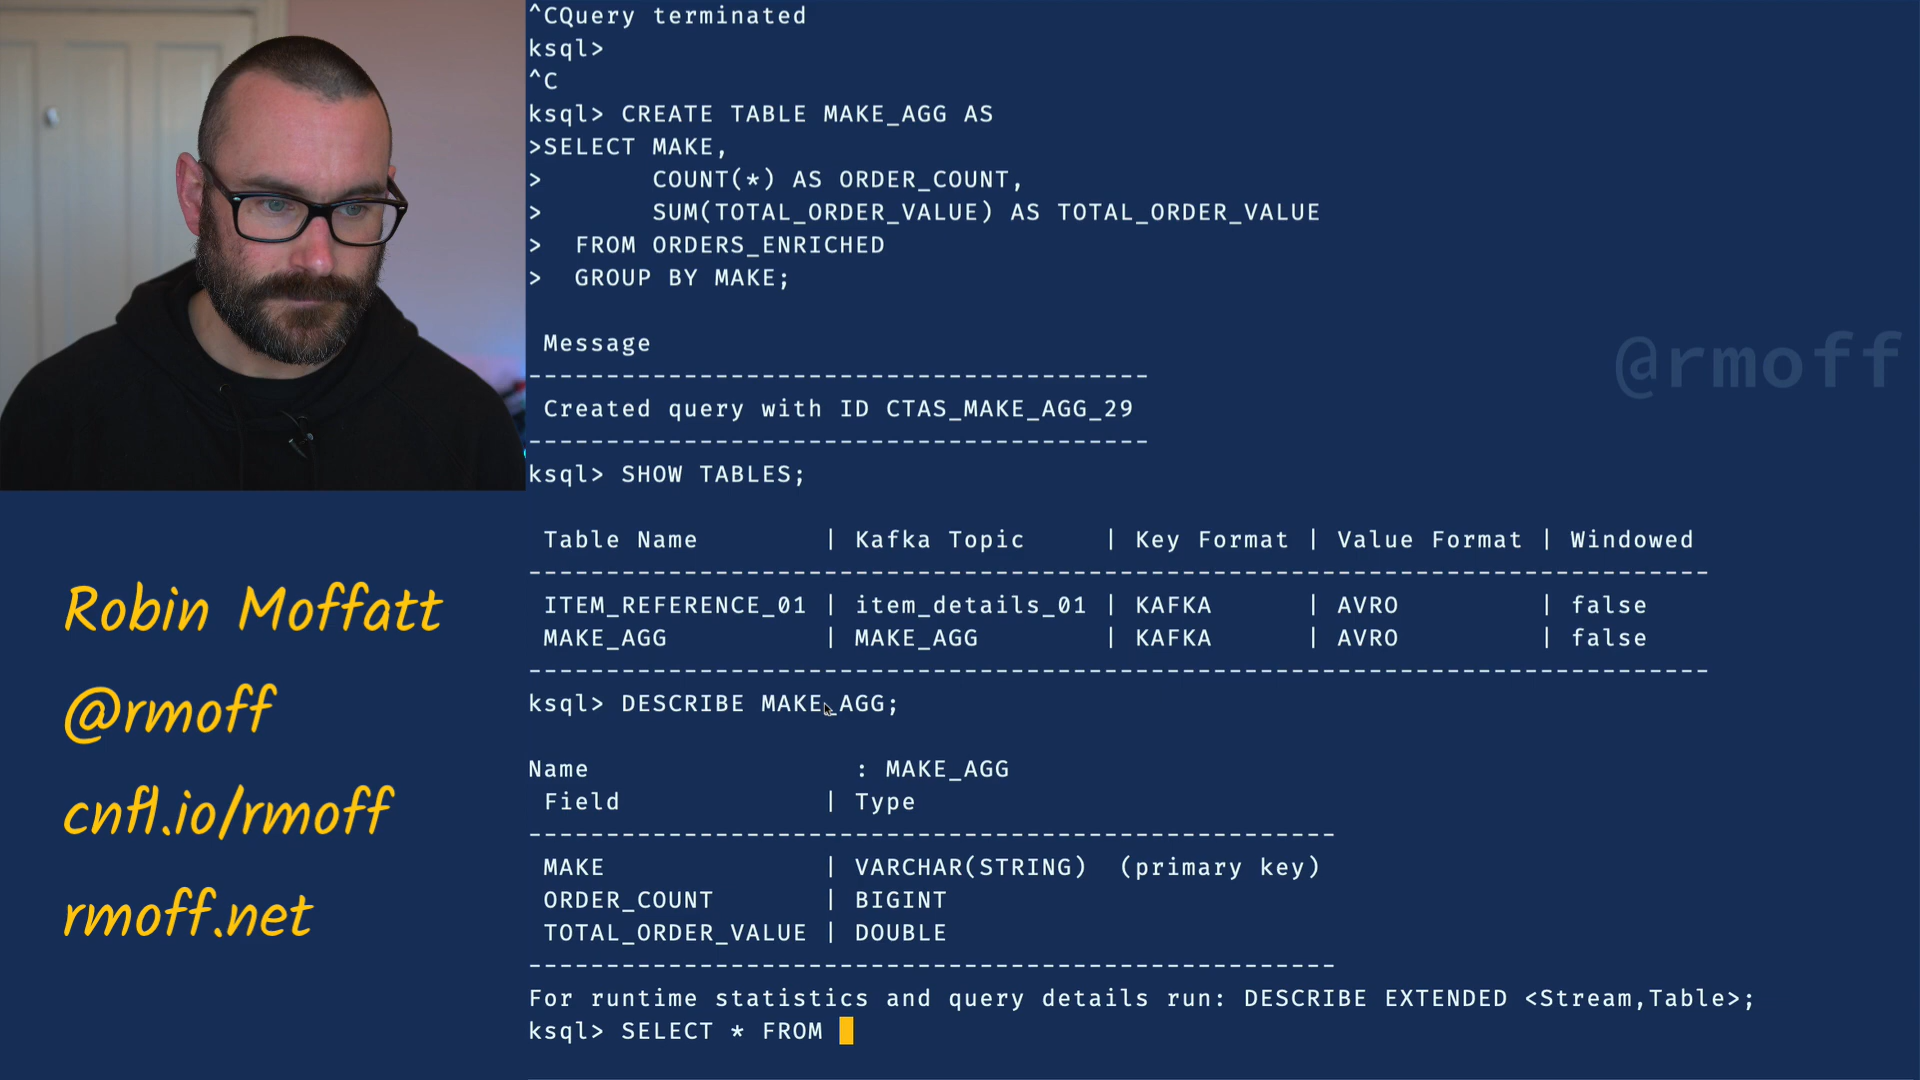 ^CQuery terminated
ksql>
^C
ksql> CREATE TABLE MAKE_AGG AS
>SELECT MAKE,
>       COUNT(*) AS ORDER_COUNT,
>       SUM(TOTAL_ORDER_VALUE) AS TOTAL_ORDER_VALUE
>  FROM ORDERS_ENRICHED
>  GROUP BY MAKE;
 Message
----------------------------------------
 Created query with ID CTAS_MAKE_AGG_29
----------------------------------------
ksql> SHOW TABLES;
 Table Name        | Kafka Topic     | Key Format | Value Format | Windowed
----------------------------------------------------------------------------
 ITEM_REFERENCE_01 | item_details_01 | KAFKA      | AVRO         | false
 MAKE_AGG          | MAKE_AGG        | KAFKA      | AVRO         | false
----------------------------------------------------------------------------
ksql> DESCRIBE MAKE_AGG;
Name                 : MAKE_AGG
 Field             | Type
----------------------------------------------------
 MAKE              | VARCHAR(STRING)  (primary key)
 ORDER_COUNT       | BIGINT
 TOTAL_ORDER_VALUE | DOUBLE
----------------------------------------------------
For runtime statistics and query details run: DESCRIBE EXTENDED <Stream,Table>;
ksql> SELECT * FROM
@rmoff
Robin Moffatt
@rmoff
cnfl.io/rmoff
rmoff.net